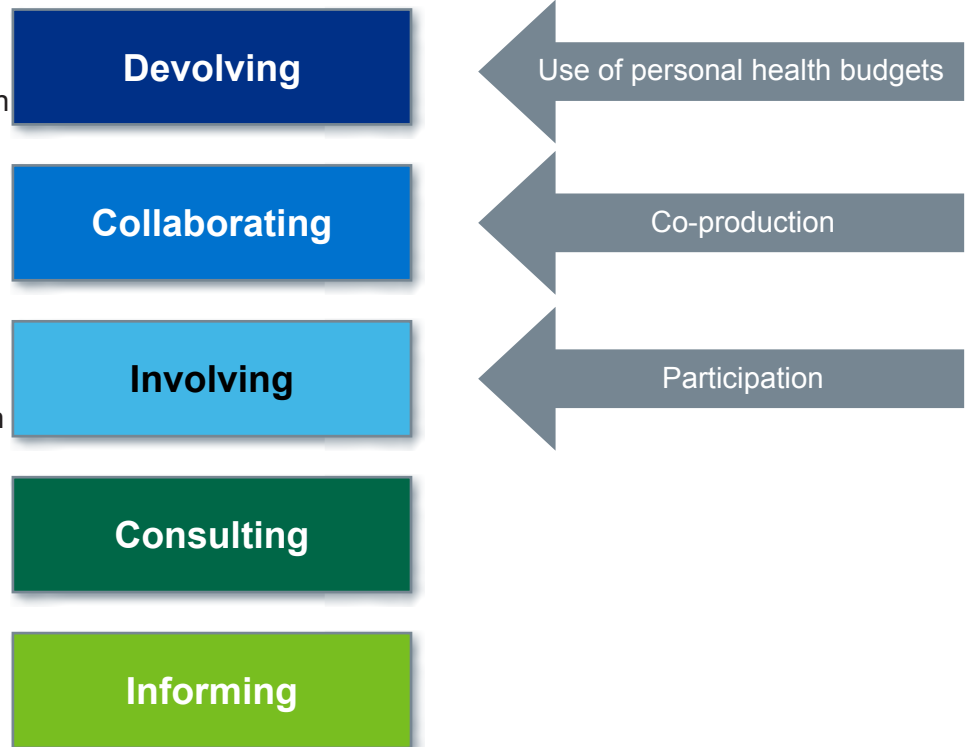 Devolving
Use of personal health budgets
n
Collaborating
Co-production
Involving
Participation
n
Consulting
Informing